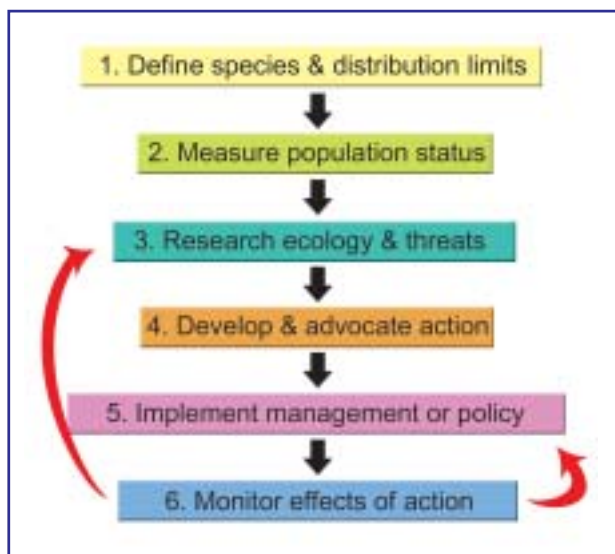 1. Define species & distribution limits
2. Measure population status
3. Research ecology & threats
4. Develop & advocate action
5. Implement management or policy
6. Monitor effects of action